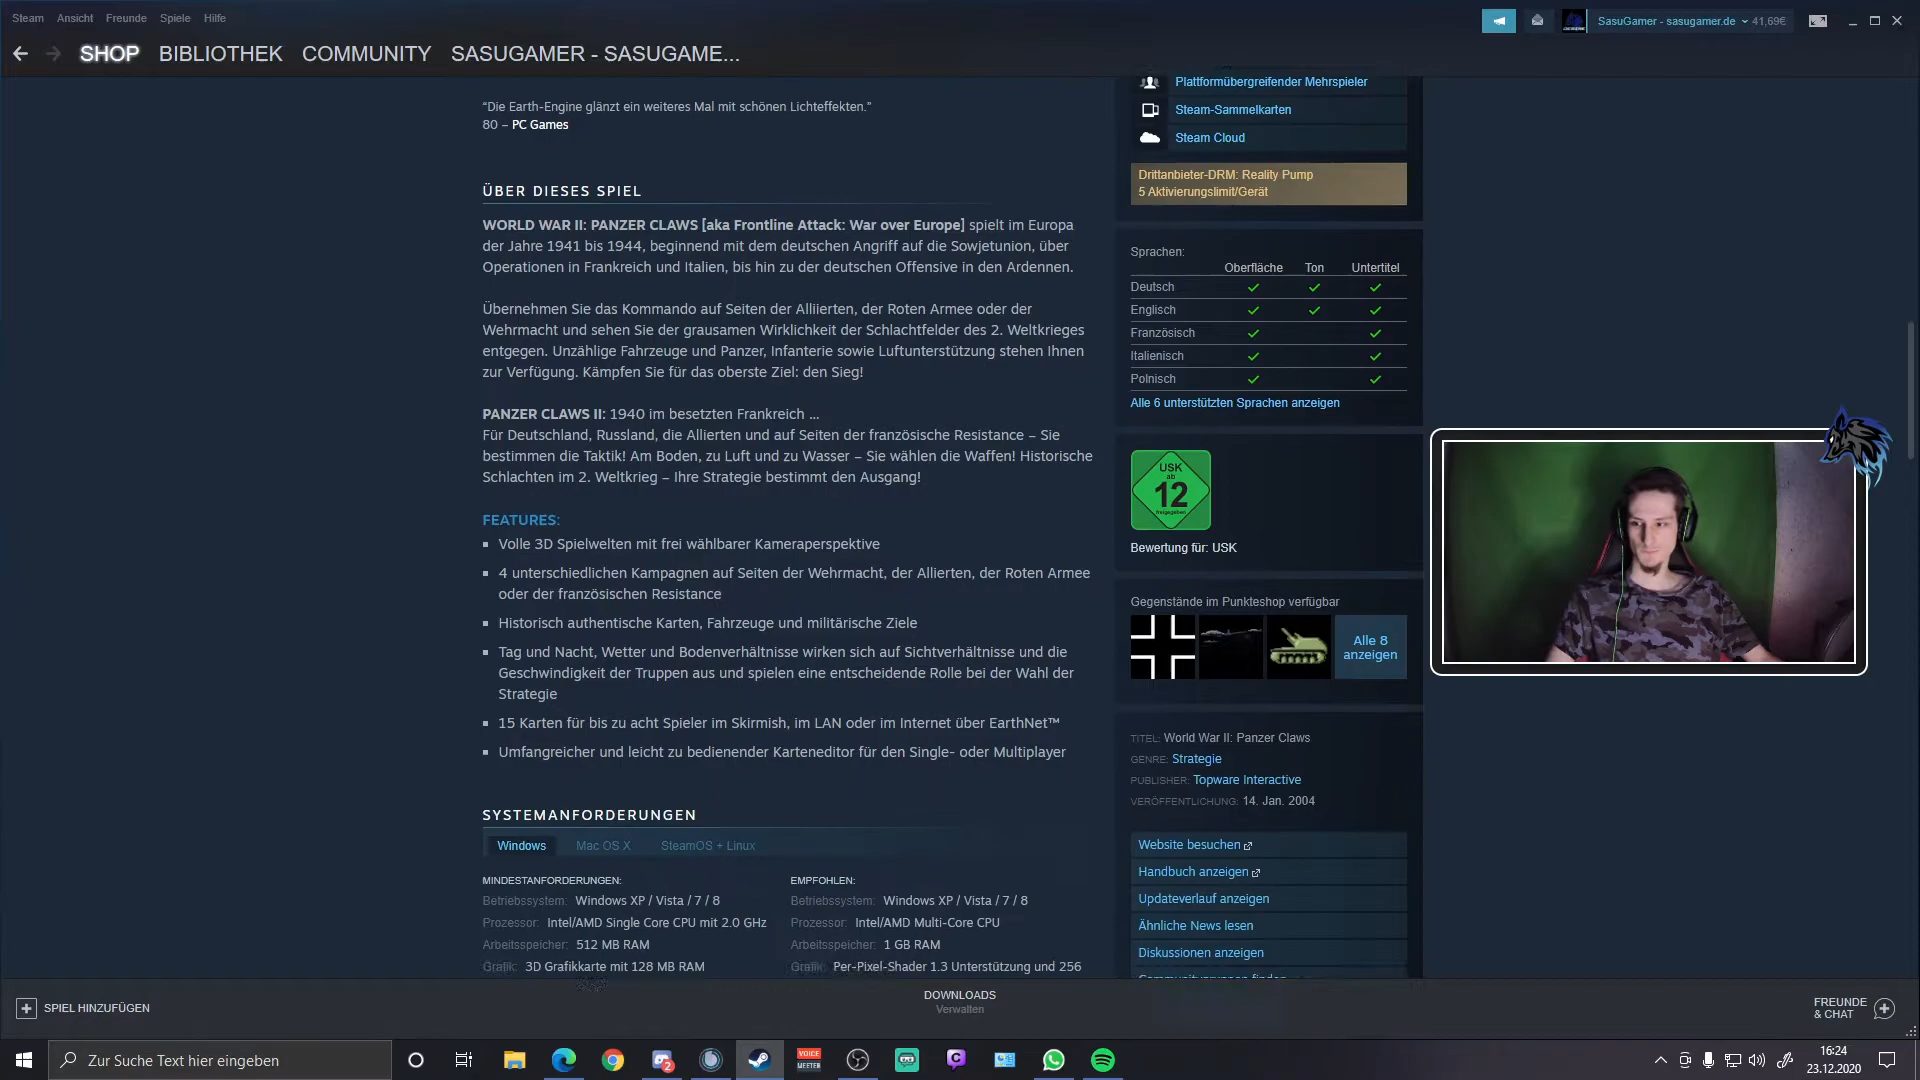 Steam Ansicht Freunde Spiele Hilfe
SasuGamer - sasugamer.de 41,69€
SHOP BIBLIOTHEK COMMUNITY SASUGAMER - SASUGAME...
“Die Earth-Engine glänzt ein weiteres Mal mit schönen Lichteffekten.”
80 – PC Games
ÜBER DIESES SPIEL
WORLD WAR II: PANZER CLAWS [aka Frontline Attack: War over Europe] spielt im Europa
der Jahre 1941 bis 1944, beginnend mit dem deutschen Angriff auf die Sowjetunion, über
Operationen in Frankreich und Italien, bis hin zu der deutschen Offensive in den Ardennen.
Übernehmen Sie das Kommando auf Seiten der Alliierten, der Roten Armee oder der
Wehrmacht und sehen Sie der grausamen Wirklichkeit der Schlachtfelder des 2. Weltkrieges
entgegen. Unzählige Fahrzeuge und Panzer, Infanterie sowie Luftunterstützung stehen Ihnen
zur Verfügung. Kämpfen Sie für das oberste Ziel: den Sieg!
PANZER CLAWS II: 1940 im besetzten Frankreich ...
Für Deutschland, Russland, die Allierten und auf Seiten der französische Resistance – Sie
bestimmen die Taktik! Am Boden, zu Luft und zu Wasser – Sie wählen die Waffen! Historische
Schlachten im 2. Weltkrieg – Ihre Strategie bestimmt den Ausgang!
FEATURES:
Volle 3D Spielwelten mit frei wählbarer Kameraperspektive
4 unterschiedlichen Kampagnen auf Seiten der Wehrmacht, der Allierten, der Roten Armee
oder der französischen Resistance
Historisch authentische Karten, Fahrzeuge und militärische Ziele
Tag und Nacht, Wetter und Bodenverhältnisse wirken sich auf Sichtverhältnisse und die
Geschwindigkeit der Truppen aus und spielen eine entscheidende Rolle bei der Wahl der
Strategie
15 Karten für bis zu acht Spieler im Skirmish, im LAN oder im Internet über EarthNet™
Umfangreicher und leicht zu bedienender Karteneditor für den Single- oder Multiplayer
SYSTEMANFORDERUNGEN
Windows Mac OS X SteamOS + Linux
MINDESTANFORDERUNGEN:
Betriebssystem: Windows XP / Vista / 7 / 8
Prozessor: Intel/AMD Single Core CPU mit 2.0 GHz
Arbeitsspeicher: 512 MB RAM
Grafik: 3D Grafikkarte mit 128 MB RAM
EMPFOHLEN:
Betriebssystem: Windows XP / Vista / 7 / 8
Prozessor: Intel/AMD Multi-Core CPU
Arbeitsspeicher: 1 GB RAM
Grafik: Per-Pixel-Shader 1.3 Unterstützung und 256
Plattformübergreifender Mehrspieler
Steam-Sammelkarten
Steam Cloud
Drittanbieter-DRM: Reality Pump
5 Aktivierungslimit/Gerät
Sprachen:
Oberfläche Ton Untertitel
Deutsch
Englisch
Französisch
Italienisch
Polnisch
Alle 6 unterstützten Sprachen anzeigen
USK
ab
12
freigegeben
Bewertung für: USK
Gegenstände im Punkteshop verfügbar
Alle 8
anzeigen
TITEL: World War II: Panzer Claws
GENRE: Strategie
PUBLISHER: Topware Interactive
VERÖFFENTLICHUNG: 14. Jan. 2004
Website besuchen
Handbuch anzeigen
Updateverlauf anzeigen
Ähnliche News lesen
Diskussionen anzeigen
Communitygruppen finden
SPIEL HINZUFÜGEN
DOWNLOADS
Verwalten
FREUNDE
& CHAT
Zur Suche Text hier eingeben
2
VOICE
MEETER
16:24
23.12.2020